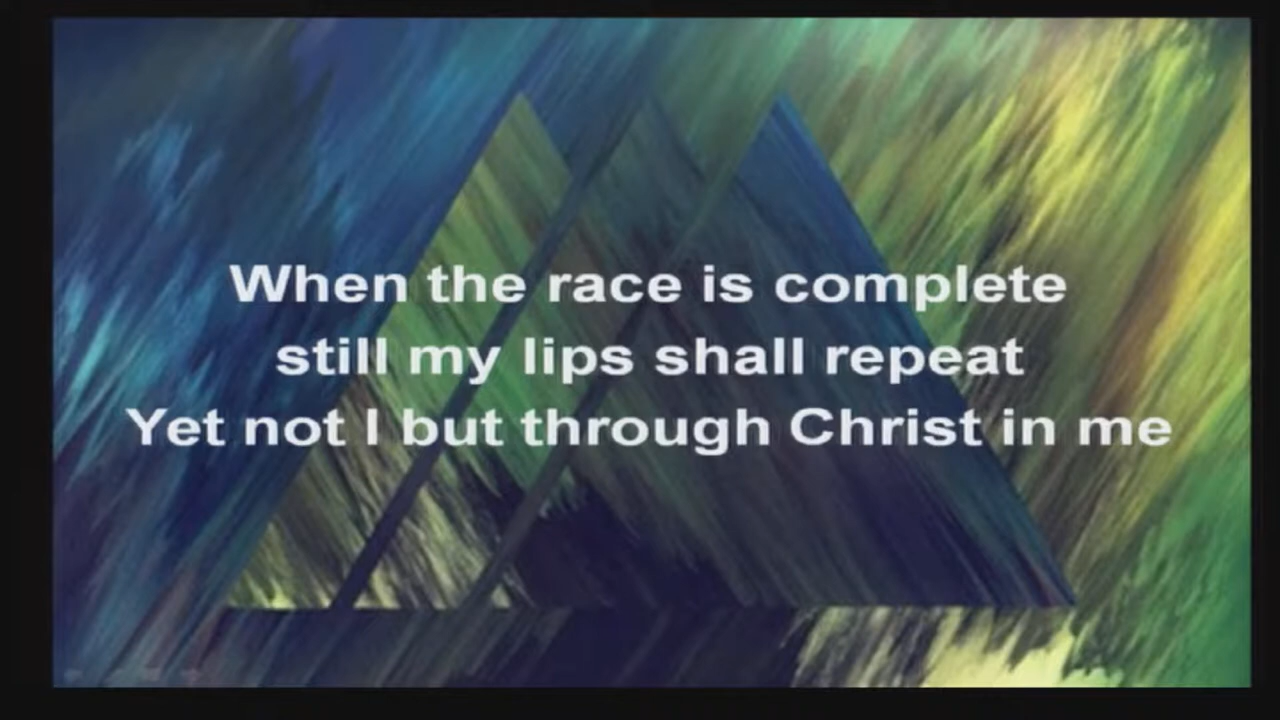 When the race is complete
still my lips shall repeat
Yet not I but through Christ in me